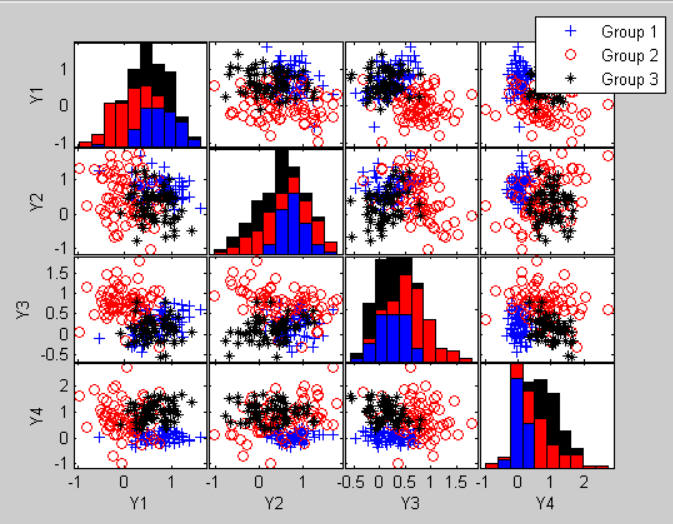 Group 1
Group 2
Group 3
Y1
1
0
-1
Y2
1
0
-1
Y3
1.5
1
0.5
0
-0.5
Y4
2
1
0
-1
-1 0 1
-1 0 1
-0.5 0 0.5 1 1.5
-1 0 1 2
Y1 Y2 Y3 Y4